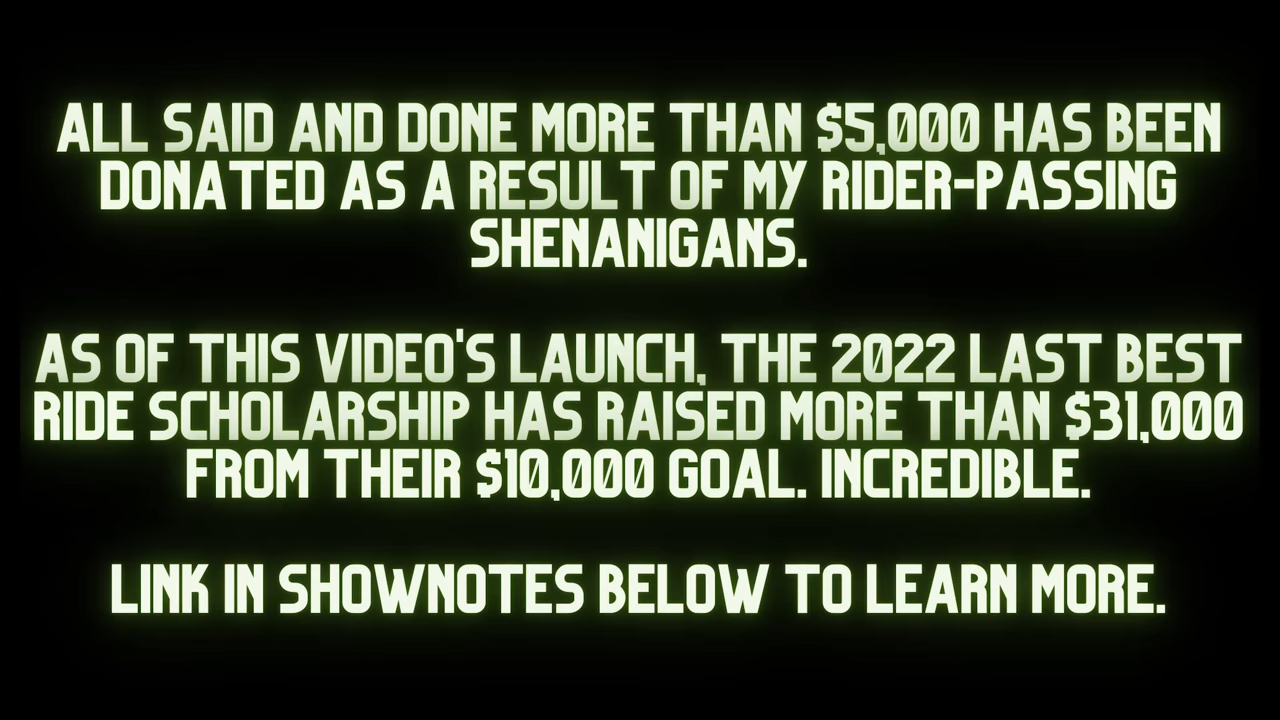 ALL SAID AND DONE MORE THAN $5,000 HAS BEEN
DONATED AS A RESULT OF MY RIDER-PASSING
SHENANIGANS.
AS OF THIS VIDEO'S LAUNCH, THE 2022 LAST BEST
RIDE SCHOLARSHIP HAS RAISED MORE THAN $31,000
FROM THEIR $10,000 GOAL. INCREDIBLE.
LINK IN SHOWNOTES BELOW TO LEARN MORE.